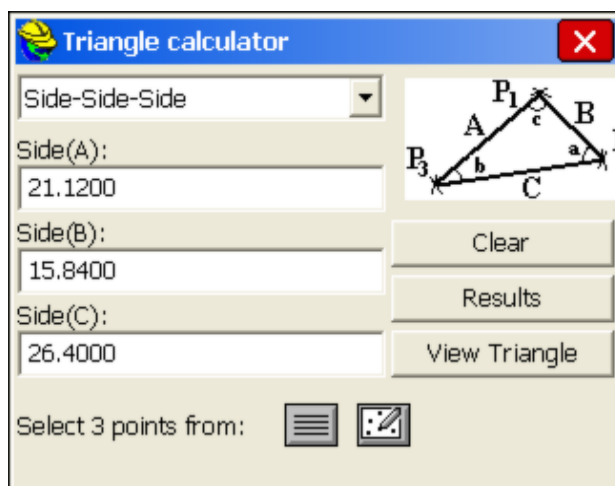 Triangle calculator
Side-Side-Side
Side(A):
21.1200
Side(B):
15.8400
Side(C):
26.4000
P1
A
c
B
P3
b
a
C
Clear
Results
View Triangle
Select 3 points from: